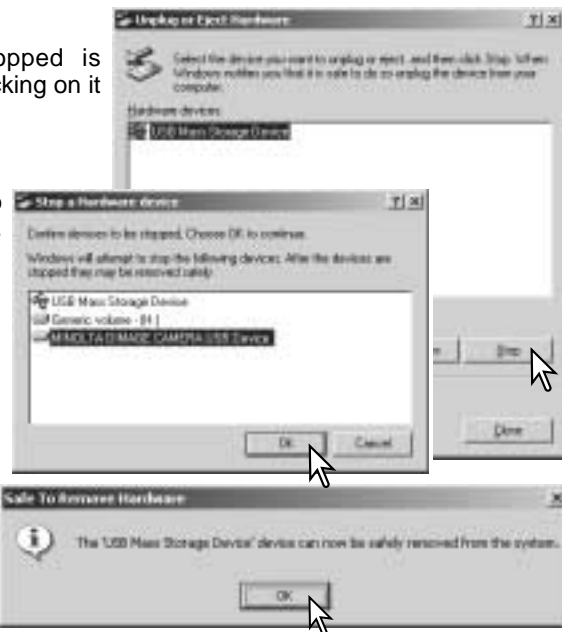 opped is
cking on it
Unplug or Eject Hardware
Select the device you want to unplug or eject, and then click Stop. When
Windows notifies you that it is safe to do so unplug the device from your
computer.
Hardware devices:
USB Mass Storage Device
Stop
Close
Stop a Hardware device
Confirm devices to be stopped, Choose OK to continue.
Windows will attempt to stop the following devices. After the devices are
stopped they may be removed safely.
USB Mass Storage Device
Generic volume - (H:)
MINOLTA DIMAGE CAMERA USB Device
OK
Cancel
Safe To Remove Hardware
The 'USB Mass Storage Device' device can now be safely removed from the system.
OK